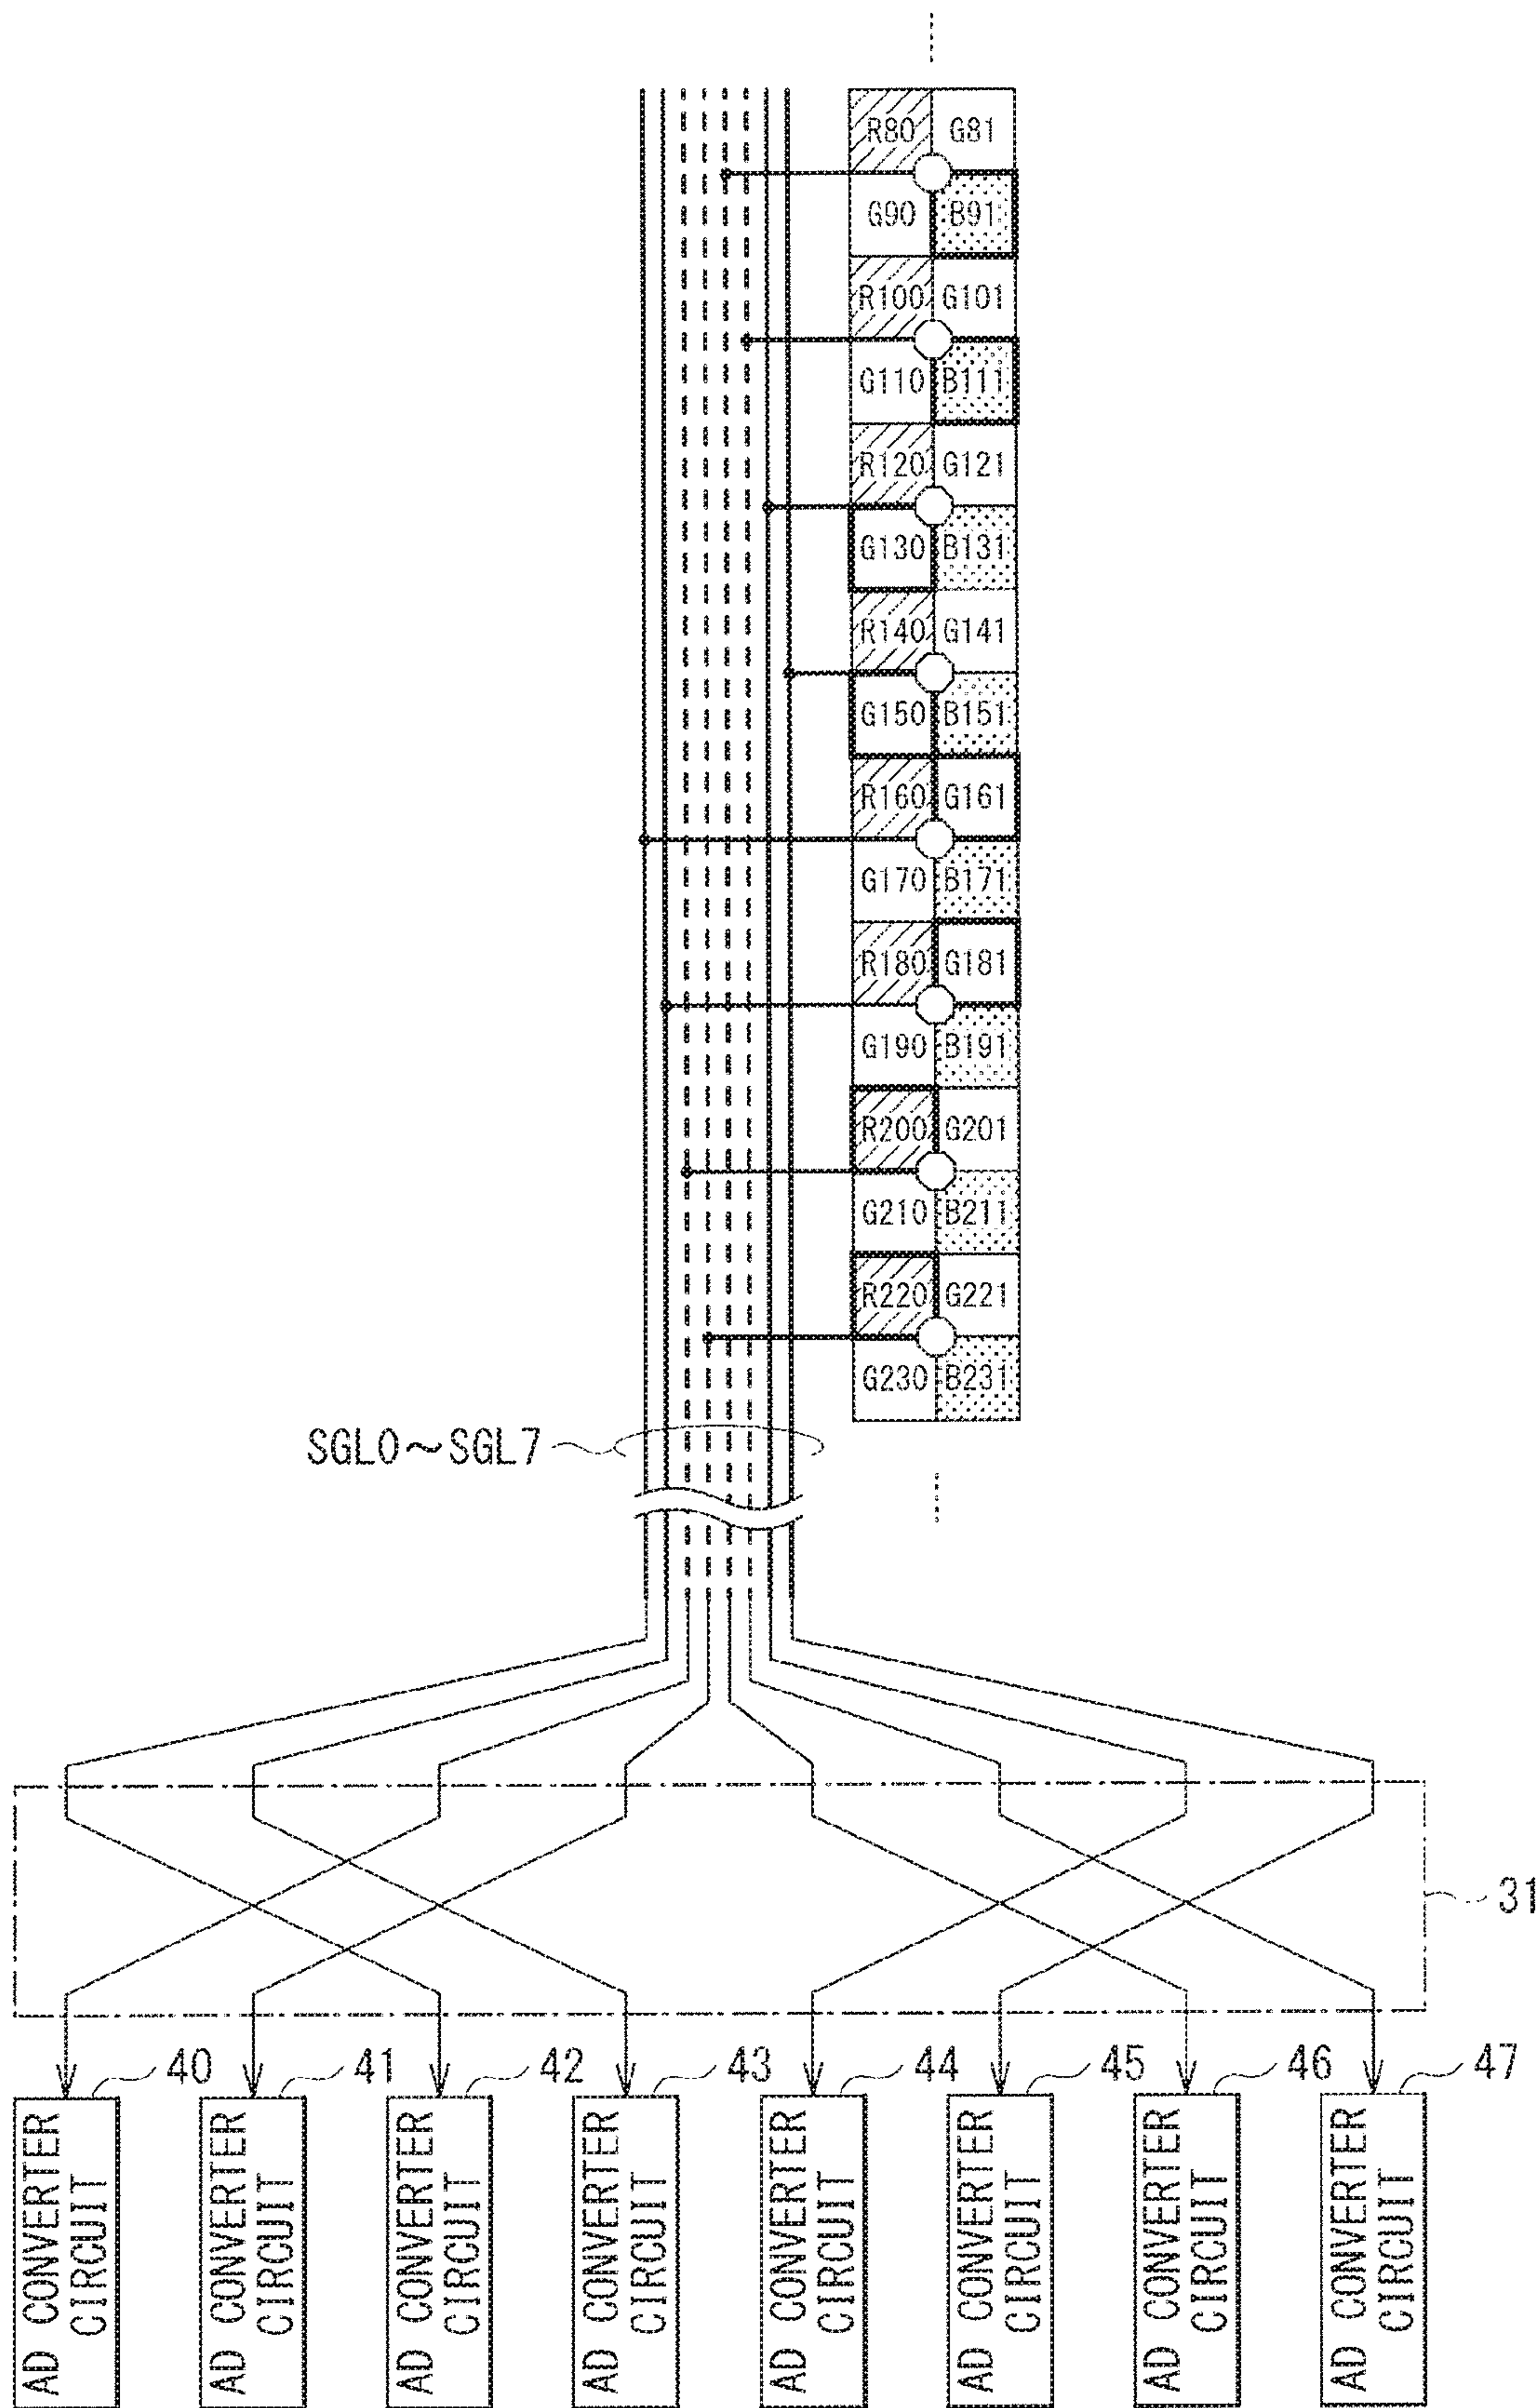 R80 G81
G90 B91
R100 G101
G110 B111
R120 G121
G130 B131
R140 G141
G150 B151
R160 G161
G170 B171
R180 G181
G190 B191
R200 G201
G210 B211
R220 G221
G230 B231
SGL0~SGL7
31
40
41
42
43
44
45
46
47
AD CONVERTER
CIRCUIT
AD CONVERTER
CIRCUIT
AD CONVERTER
CIRCUIT
AD CONVERTER
CIRCUIT
AD CONVERTER
CIRCUIT
AD CONVERTER
CIRCUIT
AD CONVERTER
CIRCUIT
AD CONVERTER
CIRCUIT